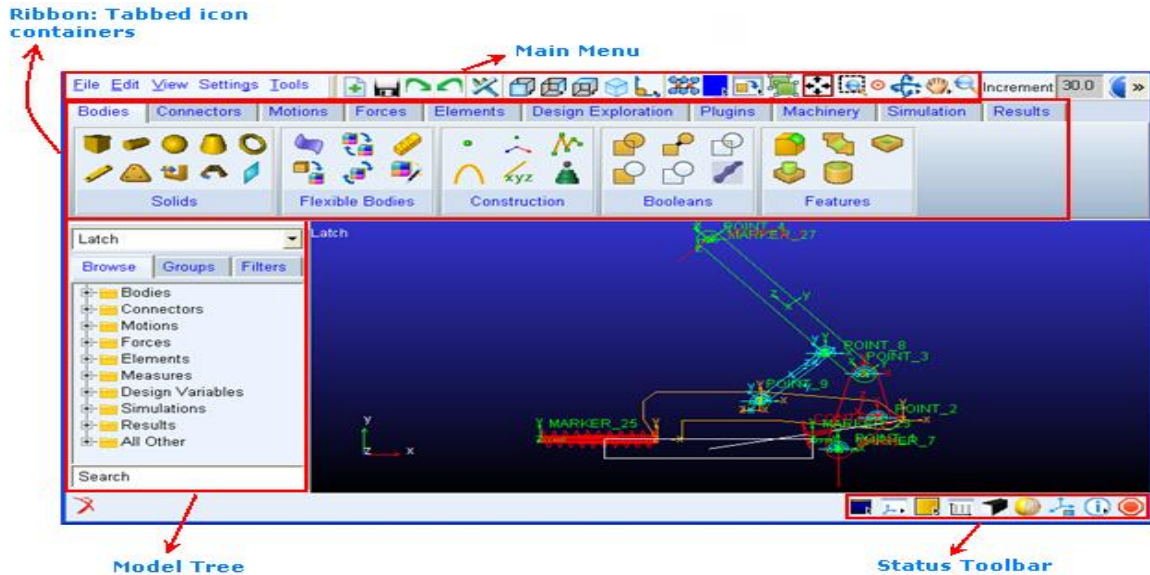 Ribbon: Tabbed icon
containers
Main Menu
File Edit View Settings Tools
Increment 30.0 »
Bodies Connectors Motions Forces Elements Design Exploration Plugins Machinery Simulation Results
xyz
Solids Flexible Bodies Construction Booleans Features
Latch
Latch
Browse Groups Filters
Bodies
Connectors
Motions
Forces
Elements
Measures
Design Variables
Simulations
Results
All Other
Search
MARKER_27
POINT_8
POINT_3
POINT_9
POINT_2
MARKER_25
y
z x
Model Tree
Status Toolbar